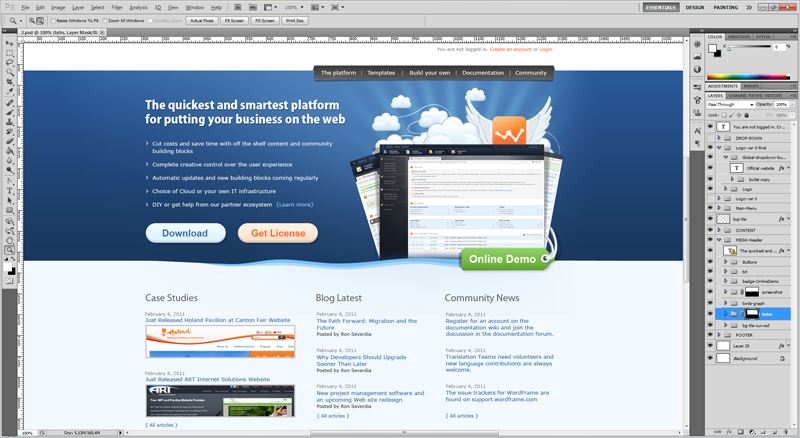 Ps
File Edit Image Layer Select Filter Analysis 3D View Window Help
100%
ESSENTIALS DESIGN PAINTING
Resize Windows To Fit Zoom All Windows Scrubby Zoom Actual Pixels Fit Screen Fill Screen Print Size
2.psd @ 100% (txtrs, Layer Mask/8)
You are not logged in. Create an account or Login
The platform | Templates | Build your own | Documentation | Community
The quickest and smartest platform
for putting your business on the web
Cut costs and save time with off the shelf content and community
building blocks
Complete creative control over the user experience
Automatic updates and new building blocks coming regularly
Choice of Cloud or your own IT infrastructure
DIY or get help from our partner ecosystem (Learn more)
Download
Get License
Online Demo
Case Studies
February 4, 2011
Just Released Holand Pavilion at Canton Fair Website
Holland
February 4, 2011
Just Released ART Internet Solutions Website
ART
{ All articles }
Blog Latest
February 4, 2011
The Path Forward: Migration and the
Future
Posted by Ron Severdia
February 4, 2011
Why Developers Should Upgrade
Sooner Than Later
Posted by Ron Severdia
February 4, 2011
New project management software and
an upcoming Web site redesign
Posted by Ron Severdia
{ All articles }
Community News
February 4, 2011
Register for an account on the
documentation wiki and join the
discussion in the documentation forum.
February 4, 2011
Translation Teams need volunteers and
new language contributions are always
welcome.
February 4, 2011
The issue trackers for WordFrame are
found on support.wordframe.com
{ All articles }
COLOR SWATCHES STYLES
K
0 %
ADJUSTMENTS MASKS
LAYERS CHANNE PATHS HISTORY
Pass Through Opacity: 100%
Lock: Fill: 100%
You are not logged in. Cr...
DROP-DOWN
Logo-var-2-final
Global-dropdown-bu...
Official website
bullet copy
Logo
Logo-var-1
Main-Menu
top-tile
CONTENT
MEGA-Header
The quickest and ...
Buttons
txt
badge-OnlineDemo
screenshot
birds-graph
bg-tile-curved
FOOTER
Layer 29
Background
100% Doc: 5.13M/160.4M